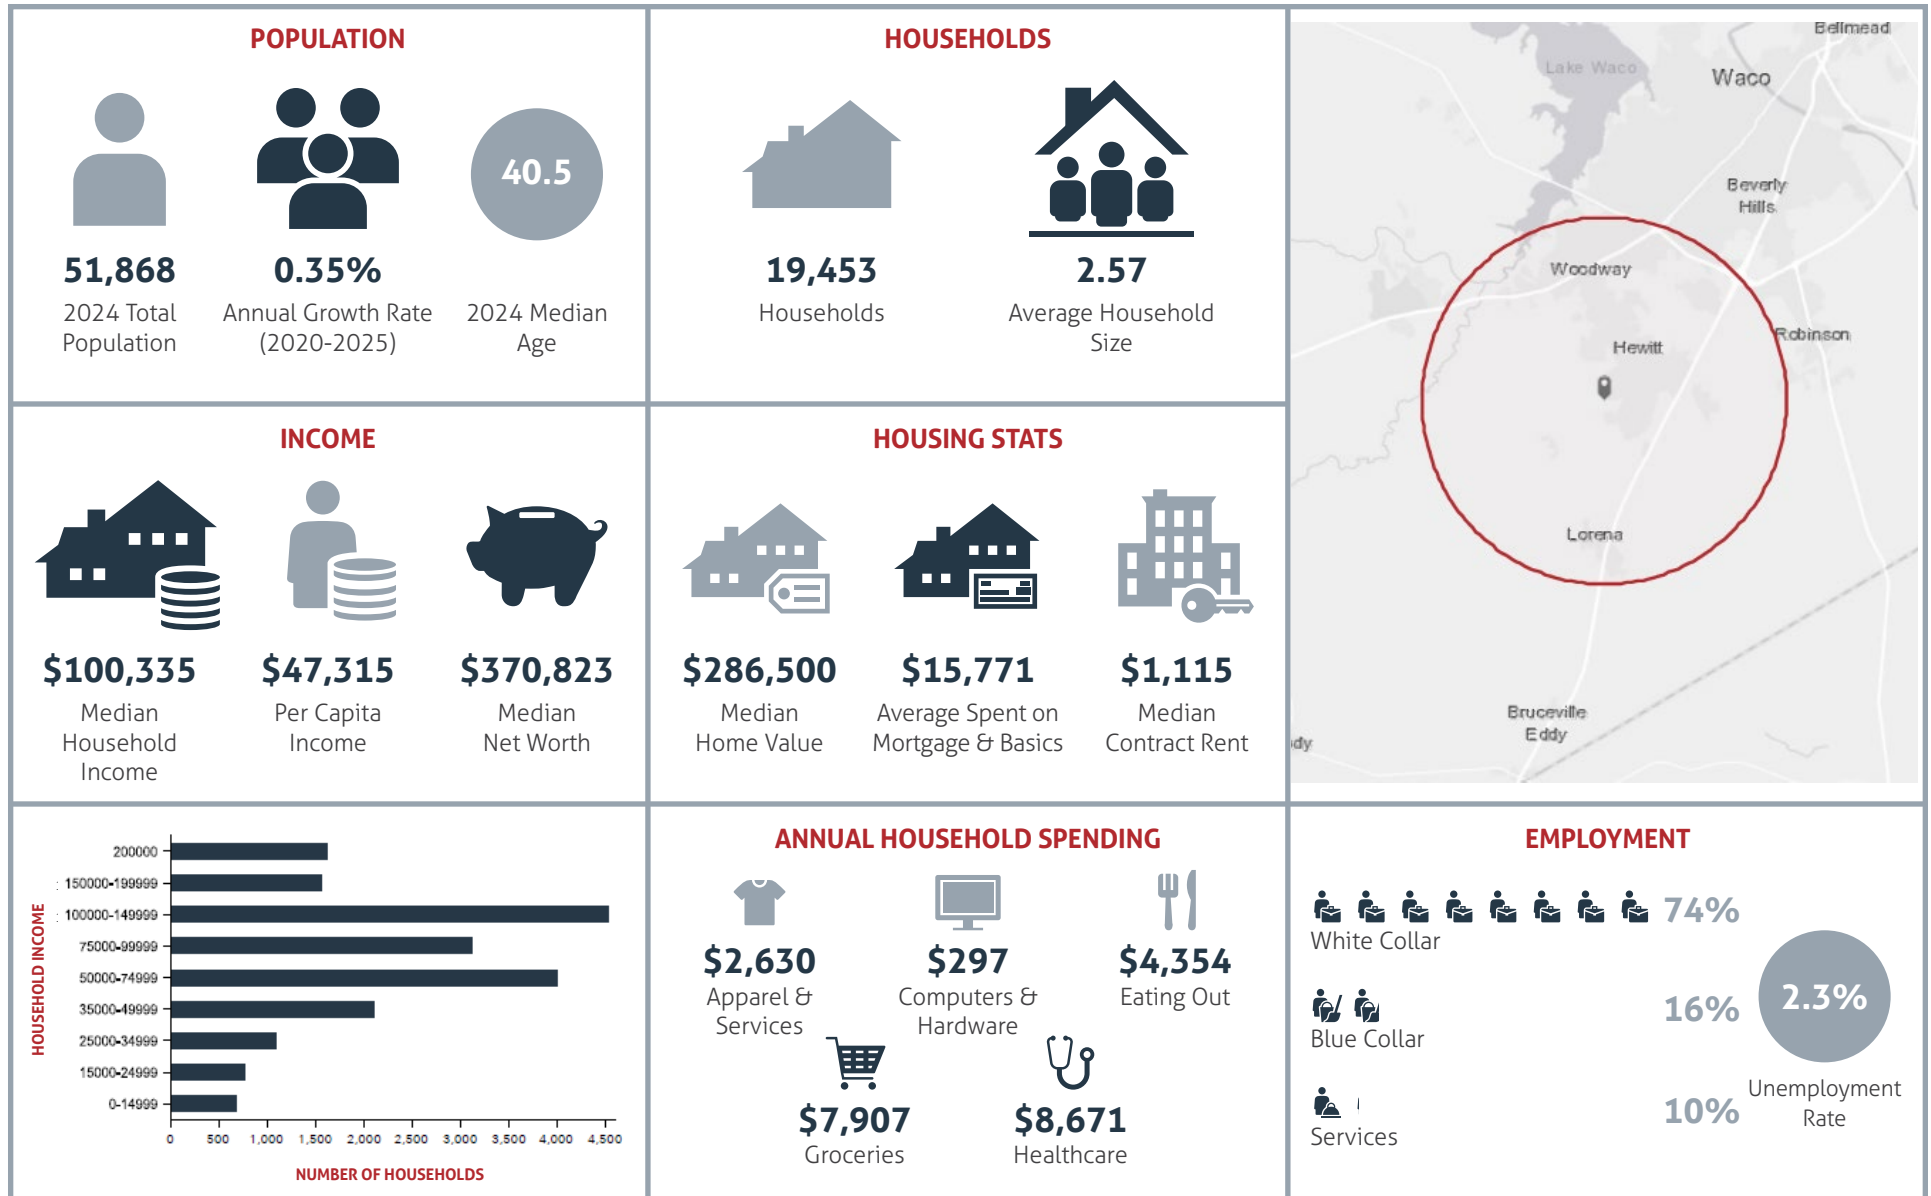 POPULATION
40.5
51,868
2024 Total
Population
0.35%
Annual Growth Rate
(2020-2025)
2024 Median
Age
HOUSEHOLDS
19,453
Households
2.57
Average Household
Size
Bellmead
Lake Waco
Waco
Beverly
Hills
Woodway
Robinson
Hewitt
Lorena
Bruceville
Eddy
dy
INCOME
$100,335
Median
Household
Income
$47,315
Per Capita
Income
$370,823
Median
Net Worth
HOUSING STATS
$286,500
Median
Home Value
$15,771
Average Spent on
Mortgage & Basics
$1,115
Median
Contract Rent
HOUSEHOLD INCOME
200000
150000-199999
100000-149999
75000-99999
50000-74999
35000-49999
25000-34999
15000-24999
0-14999
0 500 1,000 1,500 2,000 2,500 3,000 3,500 4,000 4,500
NUMBER OF HOUSEHOLDS
ANNUAL HOUSEHOLD SPENDING
$2,630
Apparel &
Services
$297
Computers &
Hardware
$4,354
Eating Out
$7,907
Groceries
$8,671
Healthcare
EMPLOYMENT
74%
White Collar
16%
Blue Collar
10%
Services
2.3%
Unemployment
Rate